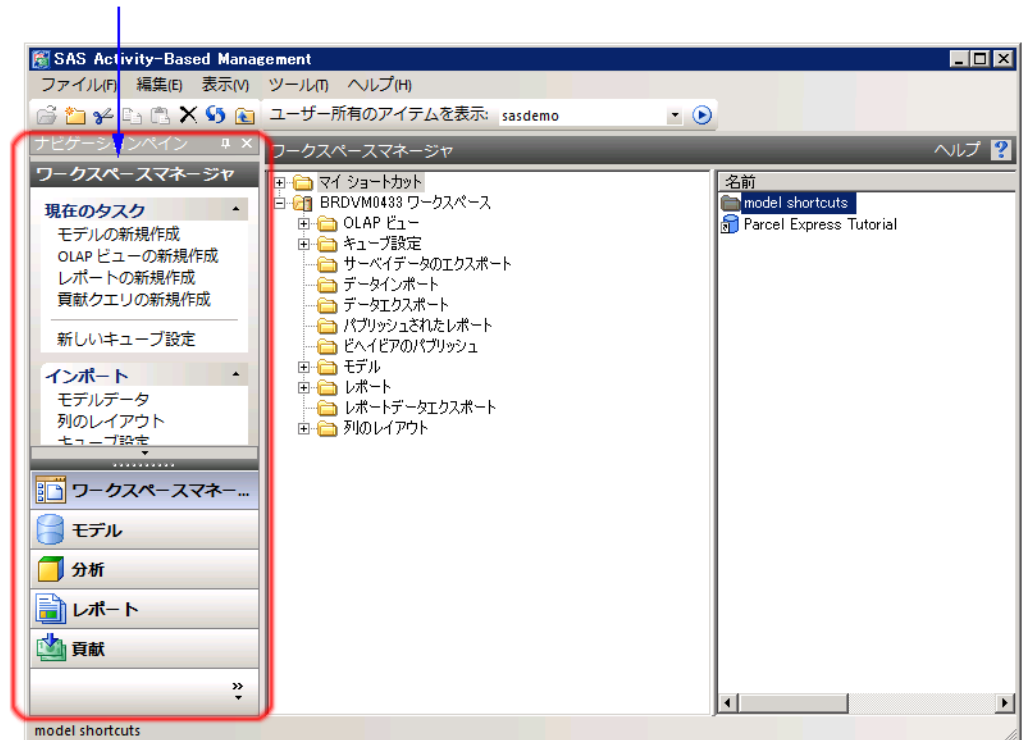 SAS Activity-Based Management
ファイル(F) 編集(E) 表示(V) ツール(T) ヘルプ(H)
ユーザー所有のアイテムを表示: sasdemo
ナビゲーションペイン
ワークスペースマネージャ
現在のタスク
モデルの新規作成
OLAP ビューの新規作成
レポートの新規作成
貢献クエリの新規作成
新しいキューブ設定
インポート
モデルデータ
列のレイアウト
キューブ設定
ワークスペースマネー...
モデル
分析
レポート
貢献
ワークスペースマネージャ
ヘルプ
マイ ショートカット
BRDVM0433 ワークスペース
OLAP ビュー
キューブ設定
サーベイデータのエクスポート
データインポート
データエクスポート
パブリッシュされたレポート
ビヘイビアのパブリッシュ
モデル
レポート
レポートデータエクスポート
列のレイアウト
名前
model shortcuts
Parcel Express Tutorial
model shortcuts